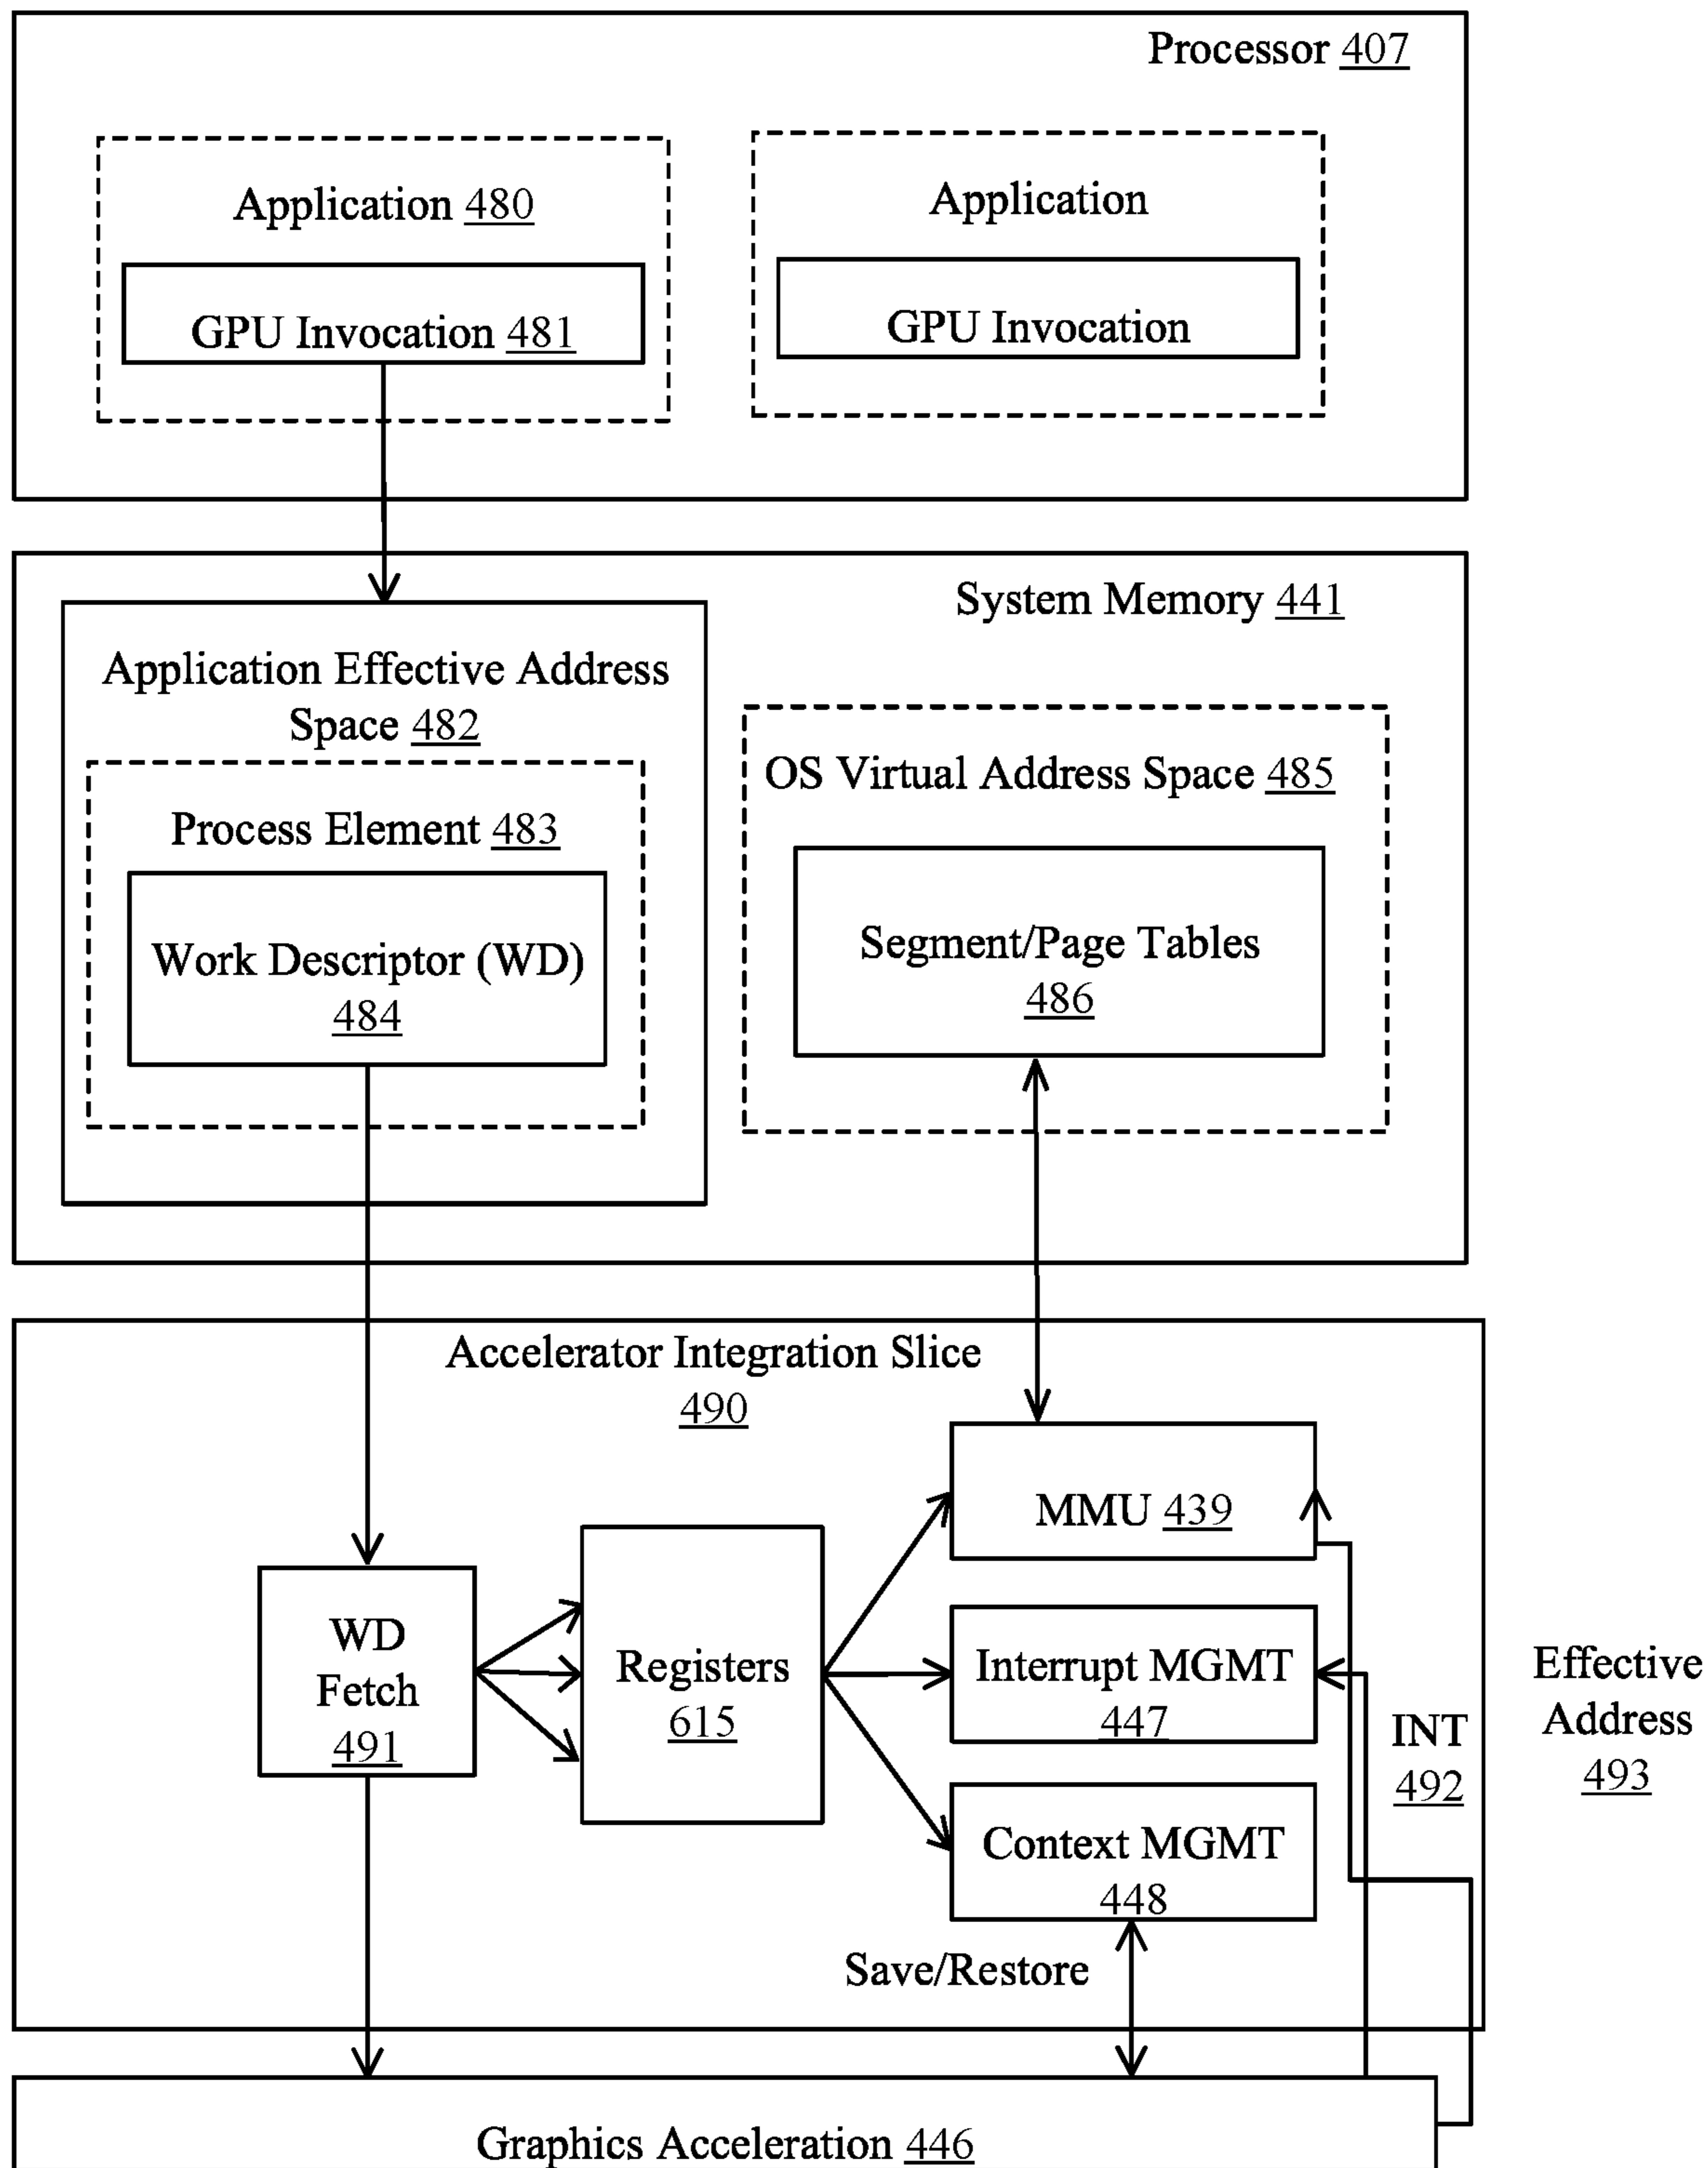 Processor 407
Application 480
GPU Invocation 481
Application
GPU Invocation
System Memory 441
Application Effective Address
Space 482
Process Element 483
Work Descriptor (WD)
484
OS Virtual Address Space 485
Segment/Page Tables
486
Accelerator Integration Slice
490
WD
Fetch
491
Registers
615
MMU 439
Interrupt MGMT
447
Context MGMT
448
INT
492
Effective
Address
493
Save/Restore
Graphics Acceleration 446